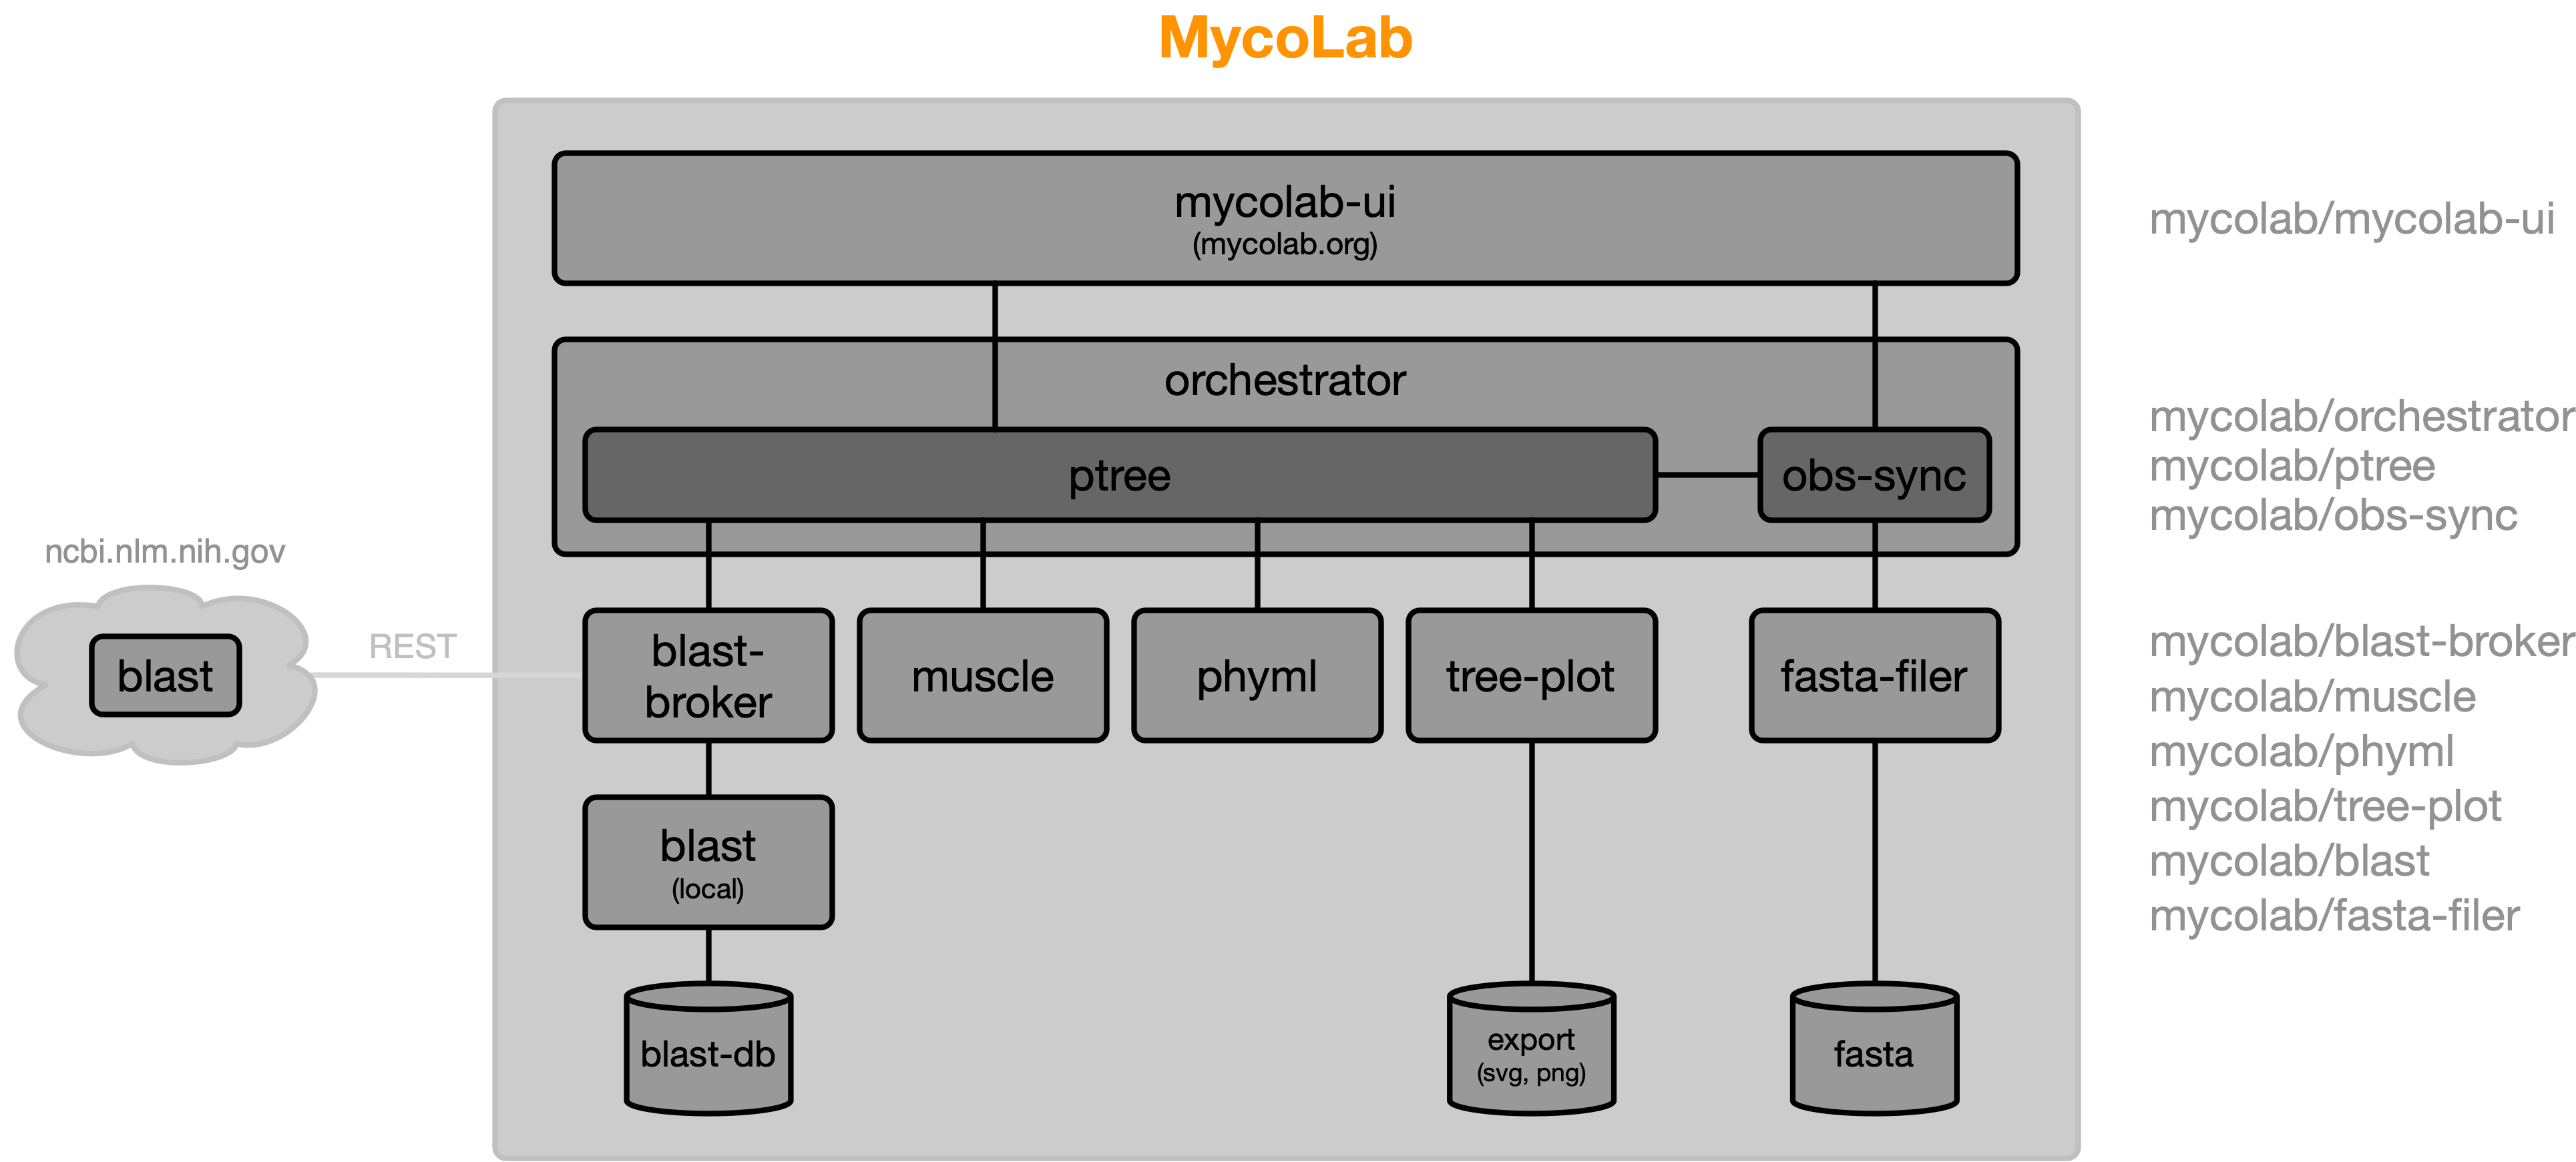 MycoLab
mycolab-ui
(mycolab.org)
mycolab/mycolab-ui
orchestrator
ptree
obs-sync
mycolab/orchestrator
mycolab/ptree
mycolab/obs-sync
ncbi.nlm.nih.gov
blast
REST
blast-
broker
muscle
phyml
tree-plot
fasta-filer
mycolab/blast-broker
mycolab/muscle
mycolab/phyml
mycolab/tree-plot
mycolab/blast
mycolab/fasta-filer
blast
(local)
blast-db
export
(svg, png)
fasta